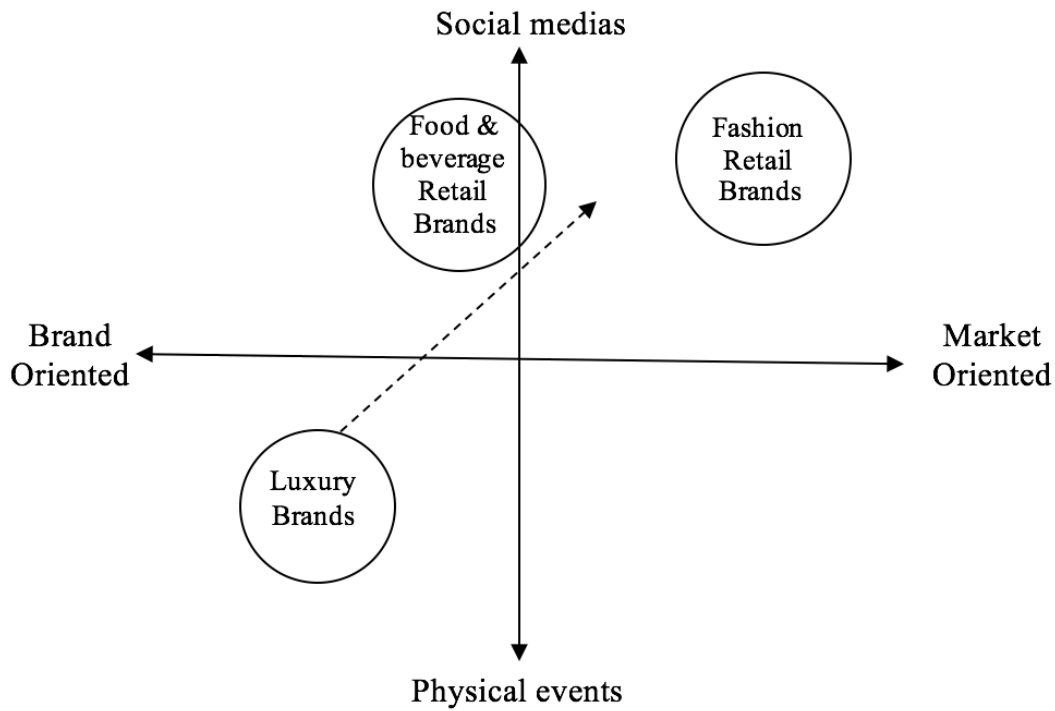 Social medias
Food &
beverage
Retail
Brands
Fashion
Retail
Brands
Brand
Oriented
Market
Oriented
Luxury
Brands
Physical events